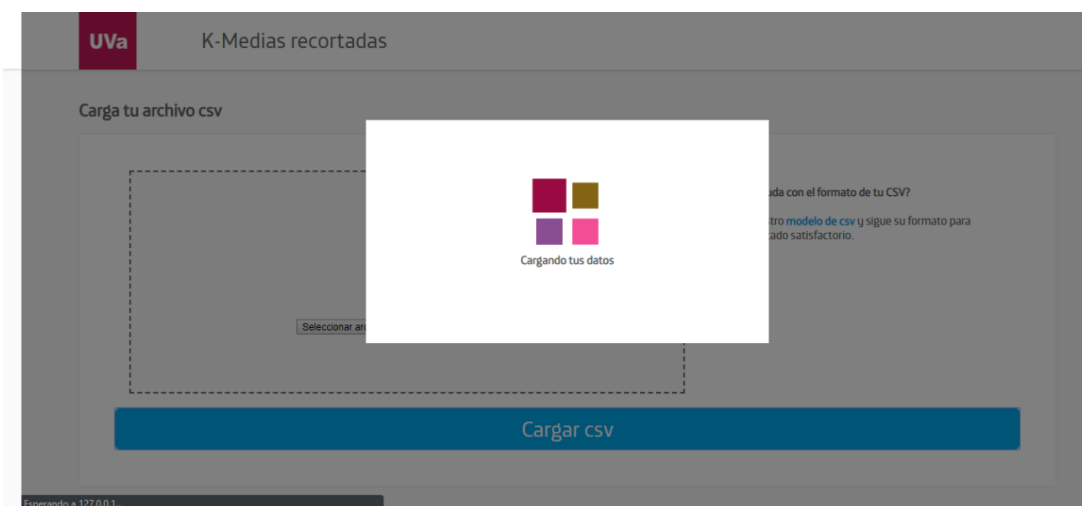 UVa
K-Medias recortadas
Carga tu archivo csv
uda con el formato de tu CSV?
tro modelo de csv y sigue su formato para
ado satisfactorio.
Cargando tus datos
Seleccionar
Cargar csv
Esperando a 127.0.0.1...